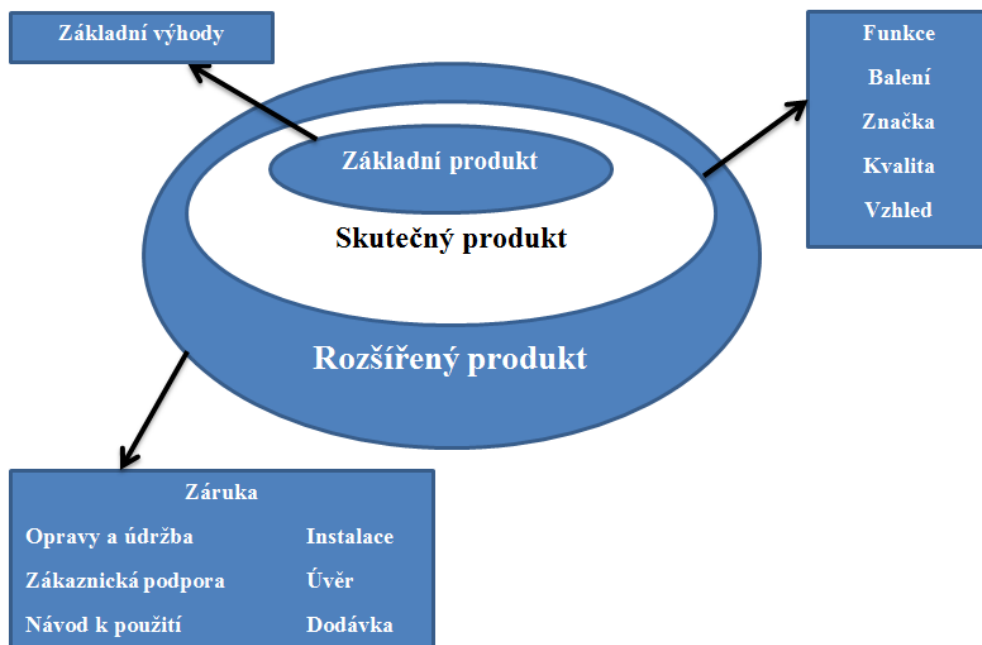 Základní výhody
Funkce
Balení
Značka
Kvalita
Vzhled
Základní produkt
Skutečný produkt
Rozšířený produkt
Záruka
Opravy a údržba
Instalace
Zákaznická podpora
Úvěr
Návod k použití
Dodávka